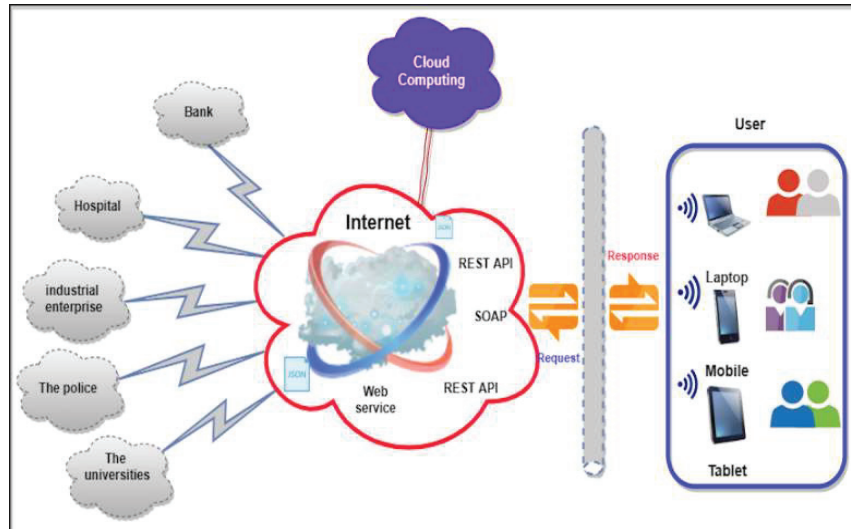 Cloud
Computing
Bank
Hospital
industrial
enterprise
The police
The
universities
Internet
JSON
REST API
SOAP
REST API
JSON
Web
service
Response
Request
User
Laptop
Mobile
Tablet